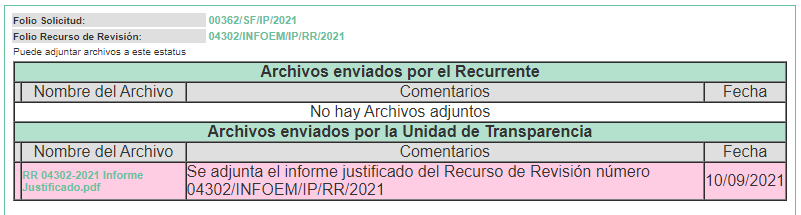 Folio Solicitud: 00362/SF/IP/2021
Folio Recurso de Revisión: 04302/INFOEM/IP/RR/2021
Puede adjuntar archivos a este estatus
Archivos enviados por el Recurrente
Nombre del Archivo Comentarios Fecha
No hay Archivos adjuntos
Archivos enviados por la Unidad de Transparencia
Nombre del Archivo Comentarios Fecha
RR 04302-2021 Informe
Justificado.pdf
Se adjunta el informe justificado del Recurso de Revisión número
04302/INFOEM/IP/RR/2021
10/09/2021